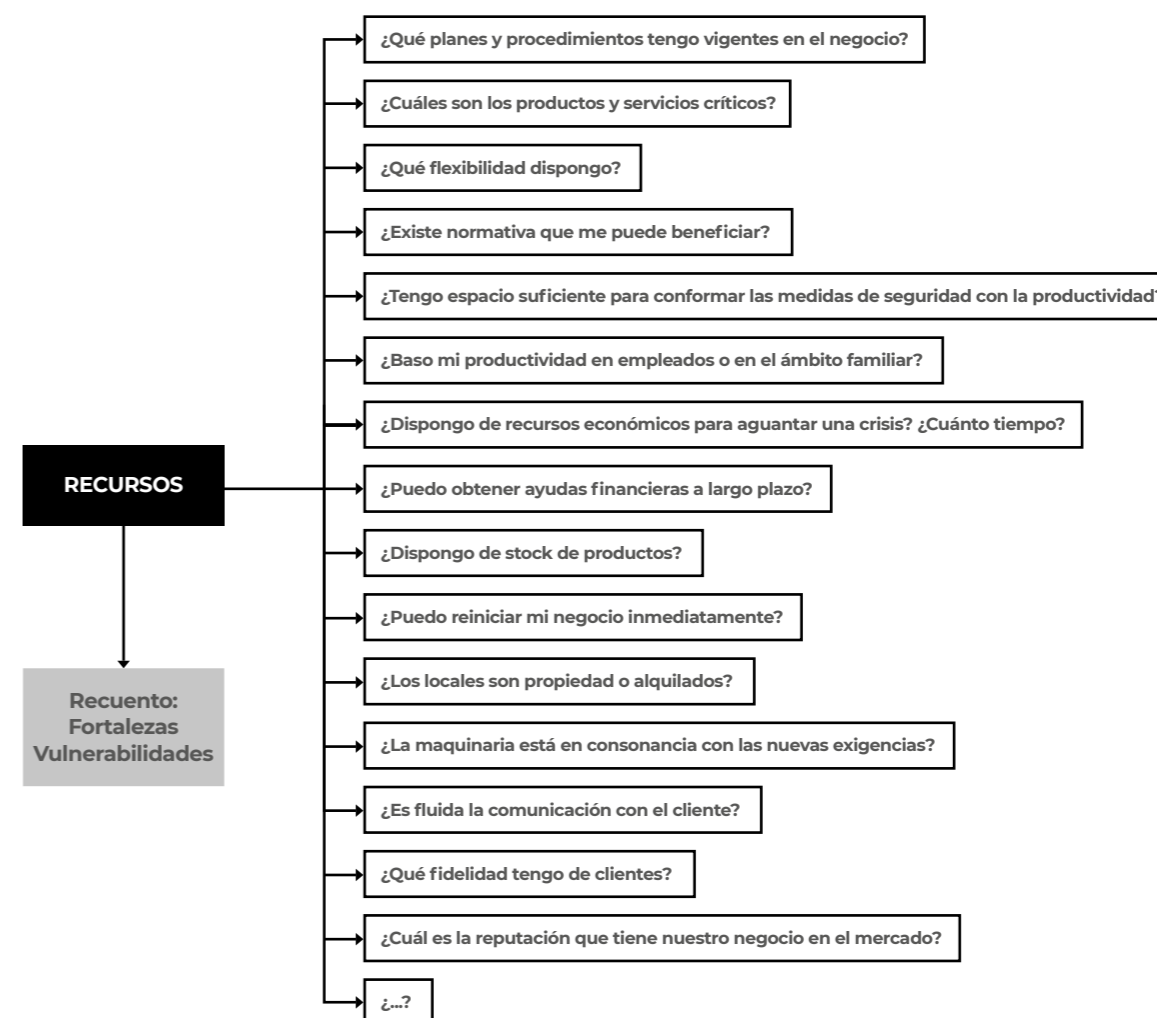 ¿Qué planes y procedimientos tengo vigentes en el negocio?
¿Cuáles son los productos y servicios críticos?
¿Qué flexibilidad dispongo?
¿Existe normativa que me puede beneficiar?
¿Tengo espacio suficiente para conformar las medidas de seguridad con la productividad?
¿Baso mi productividad en empleados o en el ámbito familiar?
¿Dispongo de recursos económicos para aguantar una crisis? ¿Cuánto tiempo?
RECURSOS
¿Puedo obtener ayudas financieras a largo plazo?
¿Dispongo de stock de productos?
¿Puedo reiniciar mi negocio inmediatamente?
¿Los locales son propiedad o alquilados?
Recuento:
Fortalezas
Vulnerabilidades
¿La maquinaria está en consonancia con las nuevas exigencias?
¿Es fluida la comunicación con el cliente?
¿Qué fidelidad tengo de clientes?
¿Cuál es la reputación que tiene nuestro negocio en el mercado?
¿...?